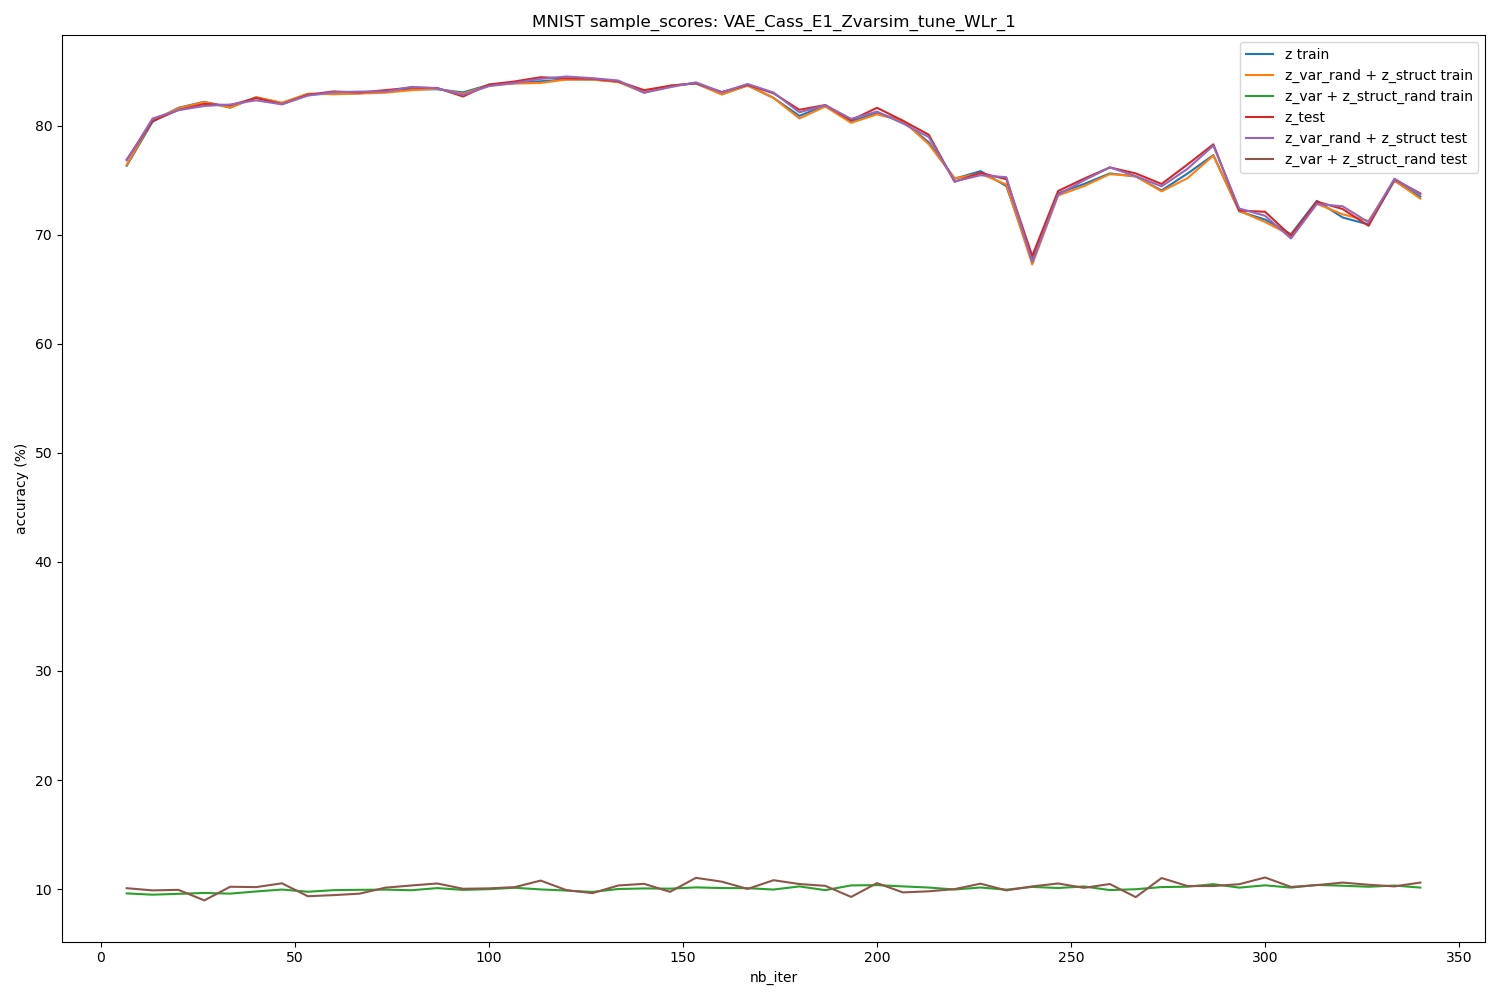 MNIST sample_scores: VAE_Cass_E1_Zvarsim_tune_WLr_1
z train
z_var_rand + z_struct train
z_var + z_struct_rand train
z_test
z_var_rand + z_struct test
z_var + z_struct_rand test
accuracy (%)
80
70
60
50
40
30
20
10
0
50
100
150
200
250
300
350
nb_iter